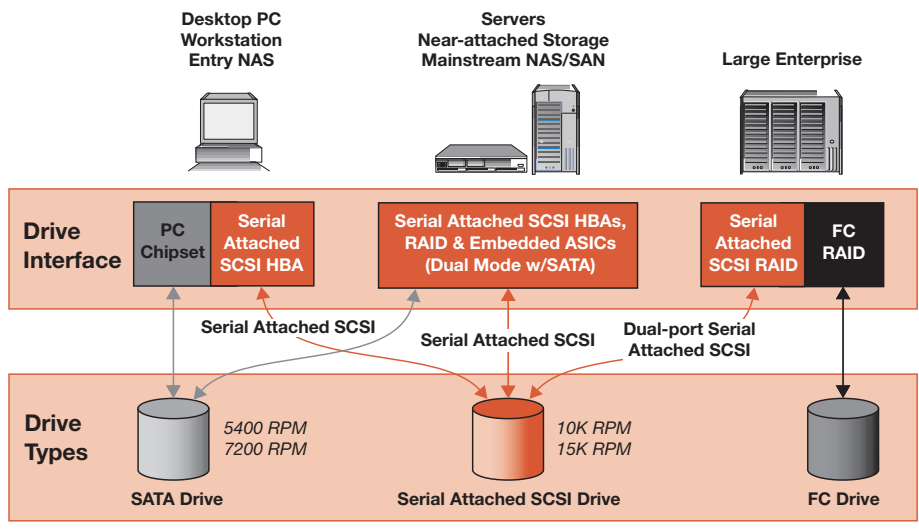 Desktop PC
Workstation
Entry NAS
Servers
Near-attached Storage
Mainstream NAS/SAN
Large Enterprise
Drive
Interface
PC
Chipset
Serial
Attached
SCSI HBA
Serial Attached SCSI HBAs,
RAID & Embedded ASICs
(Dual Mode w/SATA)
Serial
Attached
SCSI RAID
FC
RAID
Serial Attached SCSI
Serial Attached SCSI
Dual-port Serial
Attached SCSI
Drive
Types
5400 RPM
7200 RPM
10K RPM
15K RPM
SATA Drive
Serial Attached SCSI Drive
FC Drive